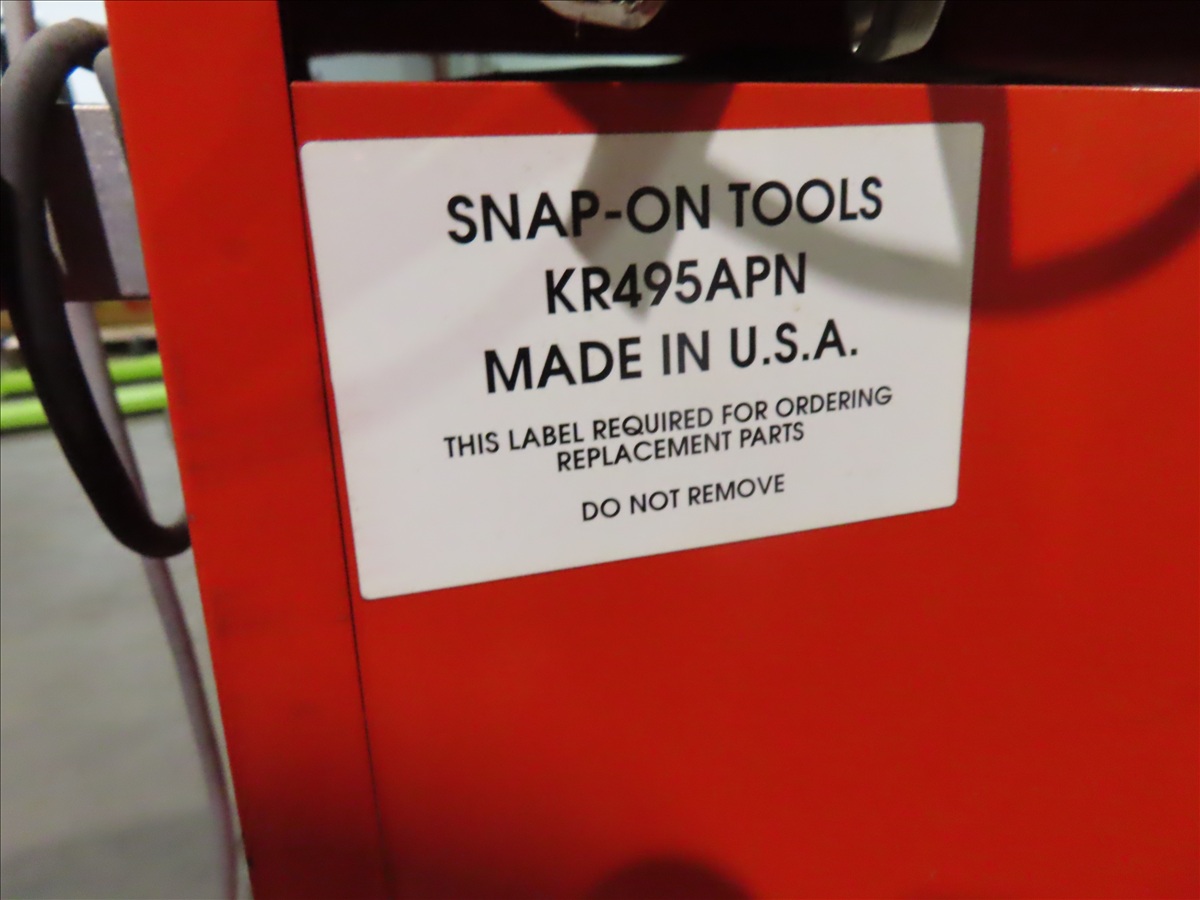 SNAP-ON TOOLS
KR495APN
MADE IN U.S.A.
THIS LABEL REQUIRED FOR ORDERING
REPLACEMENT PARTS
DO NOT REMOVE